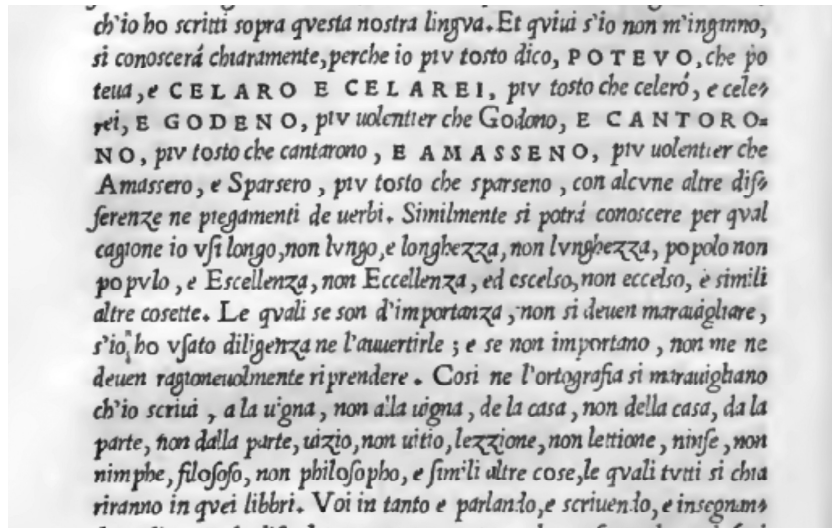 ch'io ho scritti sopra qvesta nostra lingva. Et qviui s'io non m'inganno,
si conoscerá chiaramente, perche io piv tosto dico, POTEVO, che po
teua, e CELARO E CELAREI, piv tosto che celeró, e cele-
rei, E GODENO, piv uolentier che Godono, E CANTORO=
NO, piv tosto che cantarono, E AMASSENO, piv uolentier che
Amassero, e Sparsero, piv tosto che sparseno, con alcvne altre dif-
ferenze ne piegamenti de uerbi. Similmente si potrá conoscere per qval
cagione io vſi longo, non lvngo, e longhezza, non lvnghezza, popolo non
popvlo, e Escellenza, non Eccellenza, ed escelso, non eccelso, e simili
altre cosette. Le qvali se son d'importanza, non si deuen marauigliare,
s'io ho vſato diligenza ne l'auuertirle; e se non importano, non me ne
deuen ragioneuolmente riprendere. Cosi ne l'ortografia si marauigliano
ch'io scriui, a la uigna, non alla uigna, de la casa, non della casa, da la
parte, non dalla parte, uizio, non uitio, lezzione, non lettione, ninfe, non
nimphe, filoſofo, non philoſopho, e ſimili altre cose, le qvali tvtti si chia
riranno in qvei libbri. Voi in tanto e parlando, e scriuendo, e insegnan-